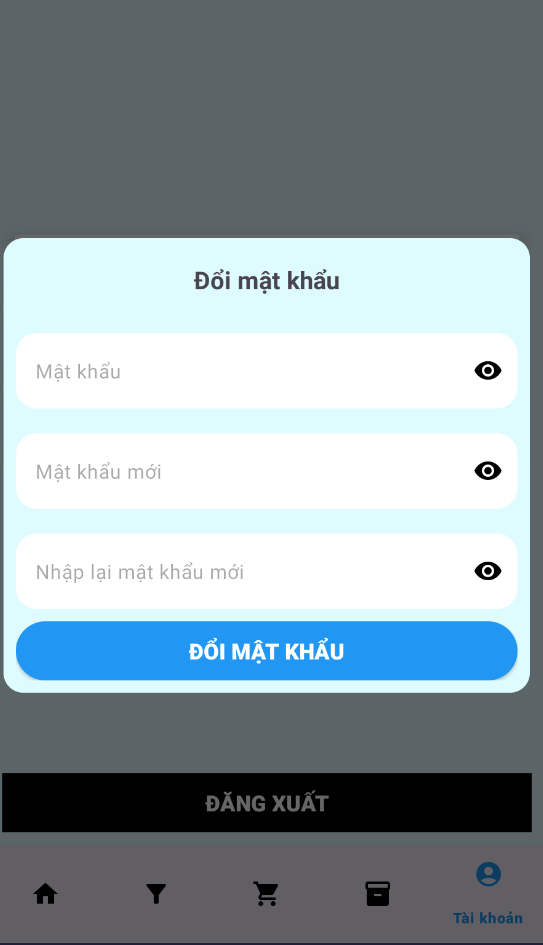 Đổi mật khẩu
Mật khẩu
Mật khẩu mới
Nhập lại mật khẩu mới
ĐỔI MẬT KHẨU
ĐĂNG XUẤT
Tài khoản